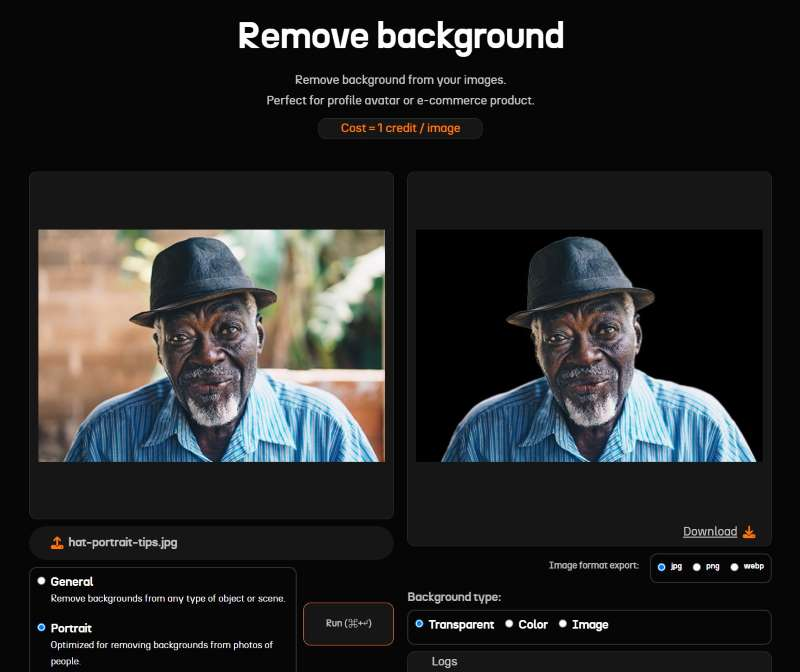 Remove background
Remove background from your images.
Perfect for profile avatar or e-commerce product.
Cost = 1 credit / image
hat-portrait-tips.jpg
General
Remove backgrounds from any type of object or scene.
Portrait
Optimized for removing backgrounds from photos of
people.
Run (⌘+↵)
Download
Image format export: jpg png webp
Background type:
Transparent Color Image
Logs